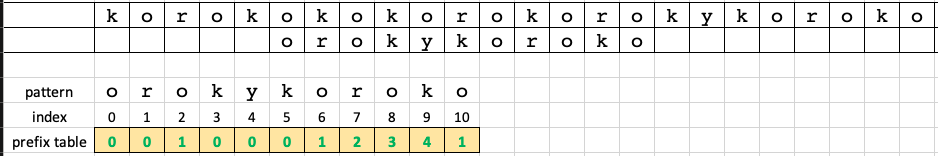 k o r o k o k o k o r o k o r o k y k o r o k o
o r o k y k o r o k o
pattern o r o k y k o r o k o
index 0 1 2 3 4 5 6 7 8 9 10
prefix table 0 0 1 0 0 0 1 2 3 4 1